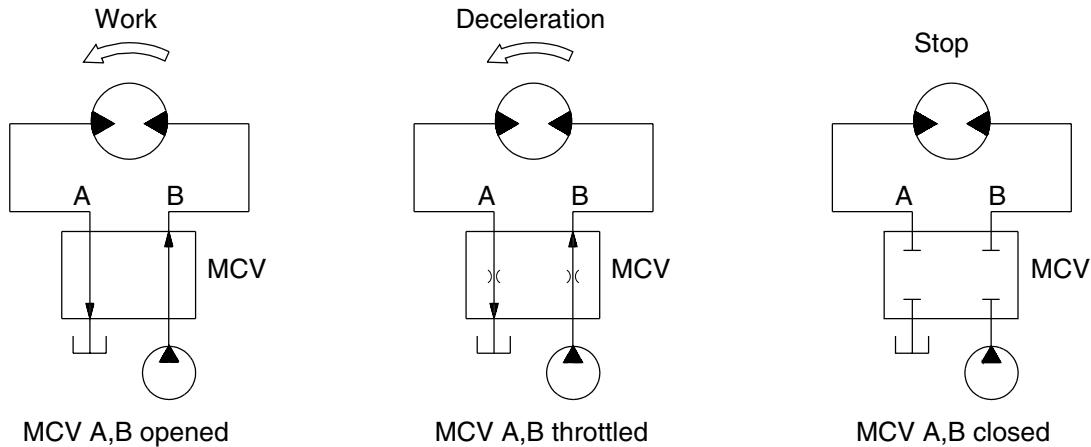 Work
Deceleration
Stop
A
B
MCV
A
B
MCV
A
B
MCV
MCV A,B opened
MCV A,B throttled
MCV A,B closed